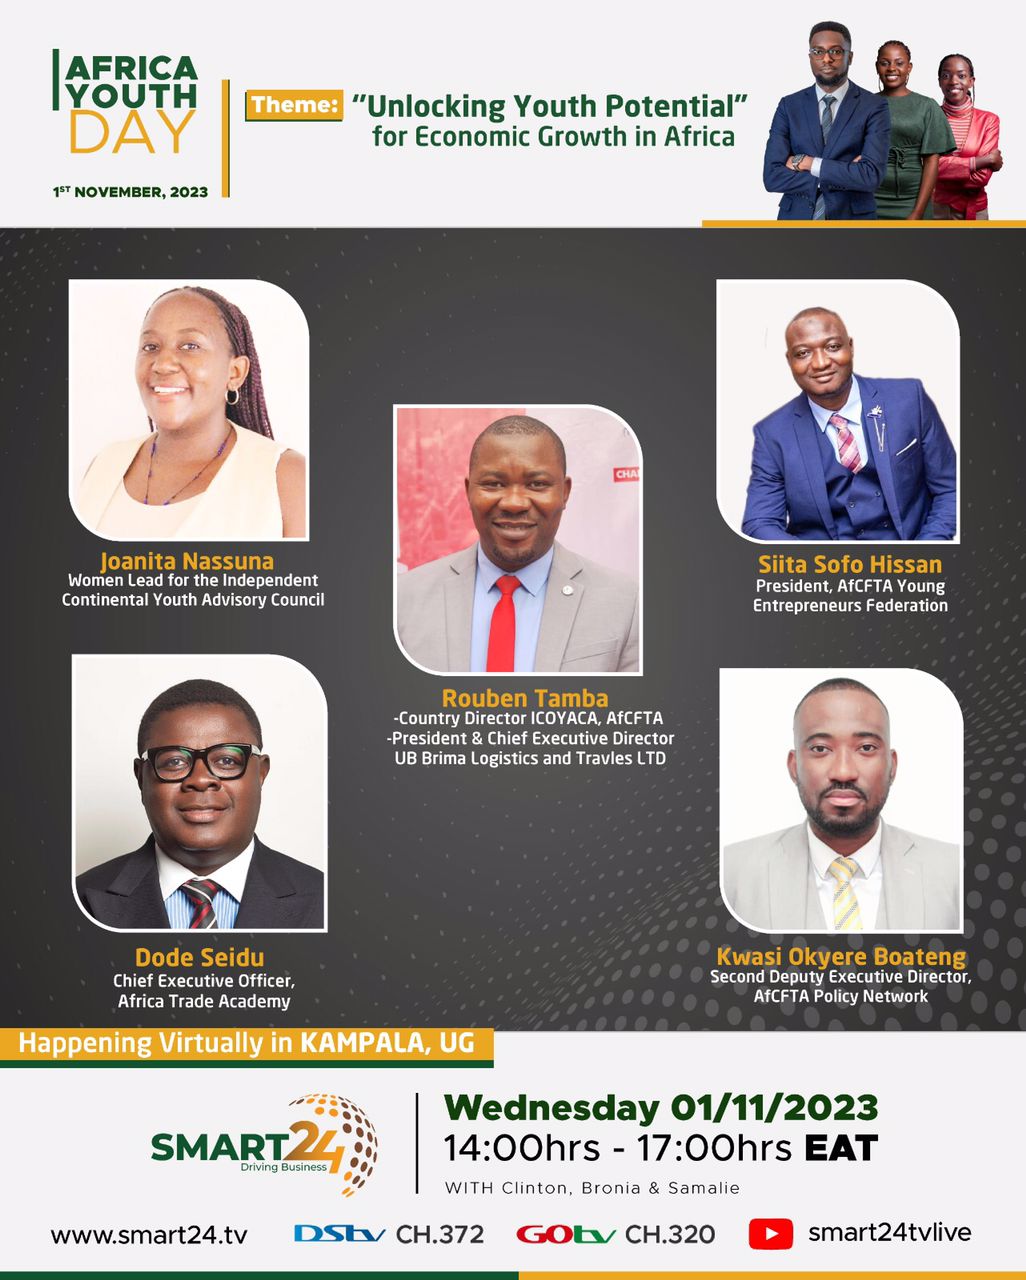 AFRICA
YOUTH
DAY
1ST NOVEMBER, 2023
Theme: “Unlocking Youth Potential”
for Economic Growth in Africa
Joanita Nassuna
Women Lead for the Independent
Continental Youth Advisory Council
Siita Sofo Hissan
President, AfCFTA Young
Entrepreneurs Federation
CHA
Rouben Tamba
-Country Director ICOYACA, AfCFTA
-President & Chief Executive Director
UB Brima Logistics and Travles LTD
Dode Seidu
Chief Executive Officer,
Africa Trade Academy
Kwasi Okyere Boateng
Second Deputy Executive Director,
AfCFTA Policy Network
Happening Virtually in KAMPALA, UG
SMART24
Driving Business
Wednesday 01/11/2023
14:00hrs - 17:00hrs EAT
WITH Clinton, Bronia & Samalie
www.smart24.tv
DStv CH.372
GOtv CH.320
smart24tvlive